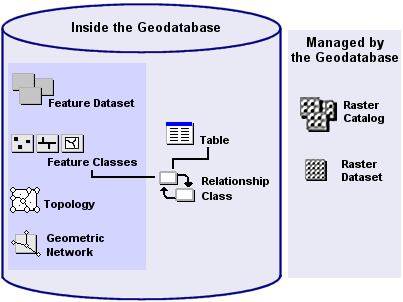 Inside the Geodatabase
Feature Dataset
Feature Classes
Topology
Geometric
Network
Table
Relationship
Class
Managed by
the Geodatabase
Raster
Catalog
Raster
Dataset